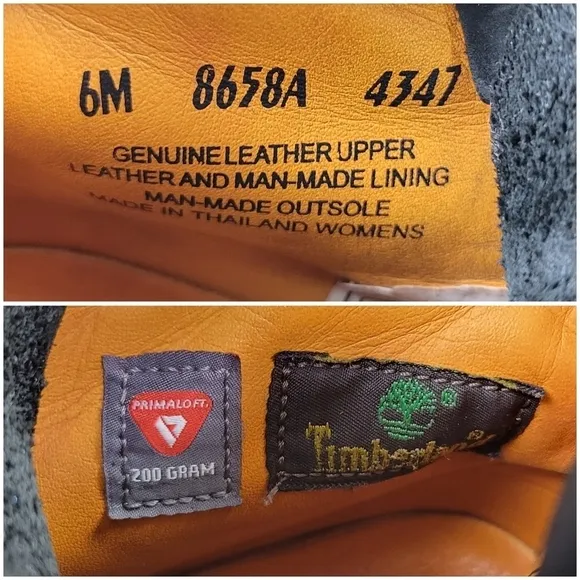 6M 8658A 4347
GENUINE LEATHER UPPER
LEATHER AND MAN-MADE LINING
MAN-MADE OUTSOLE
MADE IN THAILAND WOMENS
PRIMALOFT.
200 GRAM
®
Timberland